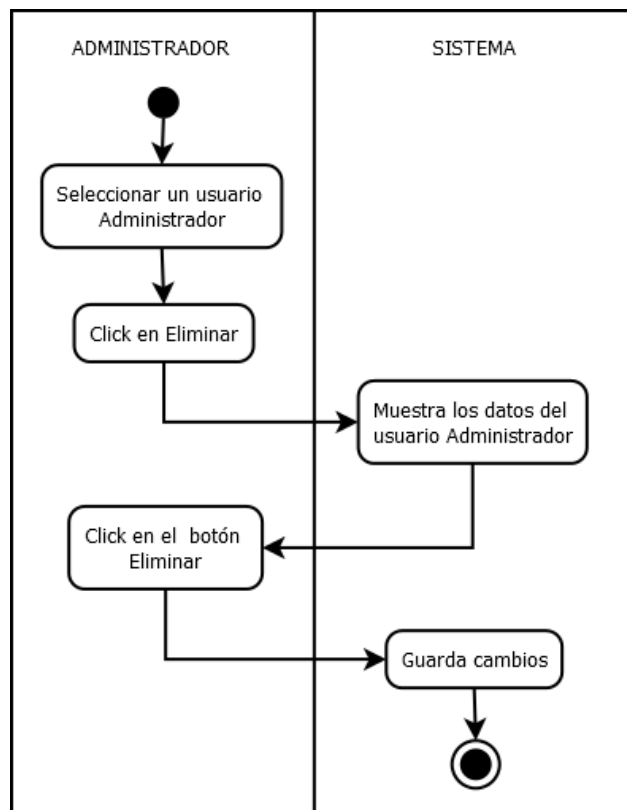 ADMINISTRADOR
SISTEMA
Seleccionar un usuario
Administrador
Click en Eliminar
Muestra los datos del
usuario Administrador
Click en el botón
Eliminar
Guarda cambios